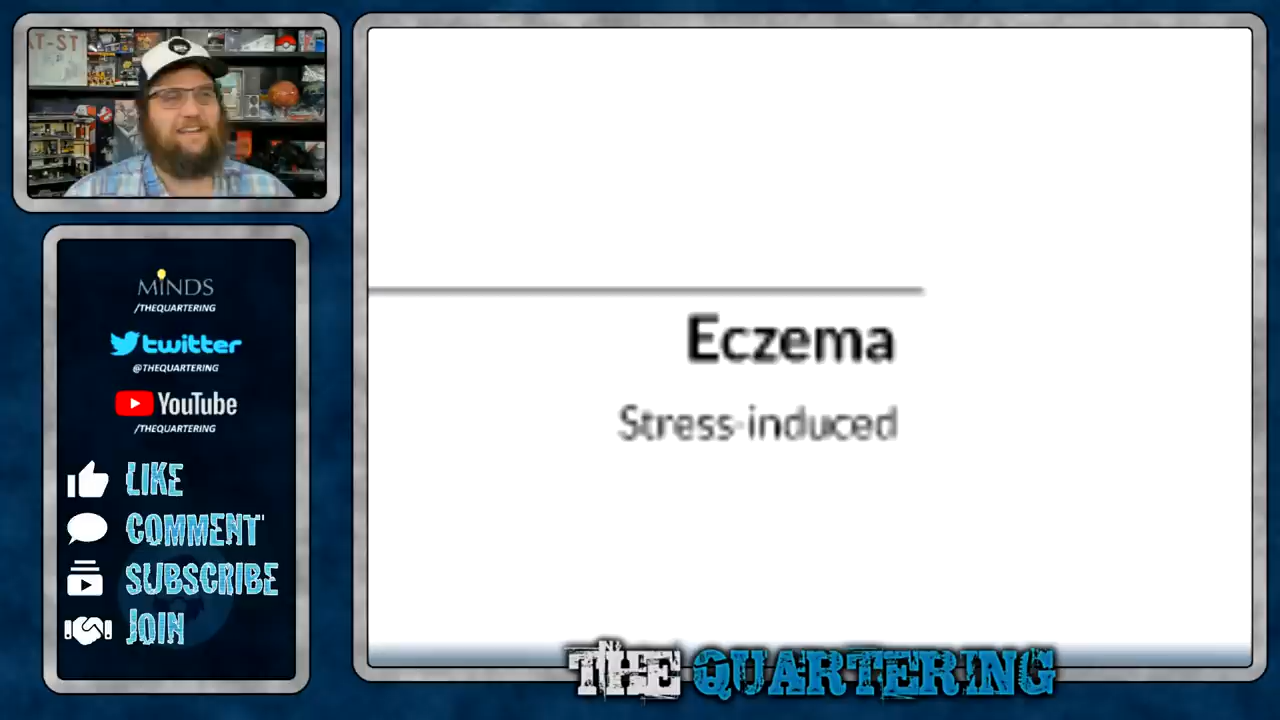 AT-ST
MINDS
/THEQUARTERING
twitter
@THEQUARTERING
YouTube
/THEQUARTERING
LIKE
COMMENT
SUBSCRIBE
JOIN
Eczema
Stress-induced
THE QUARTERING